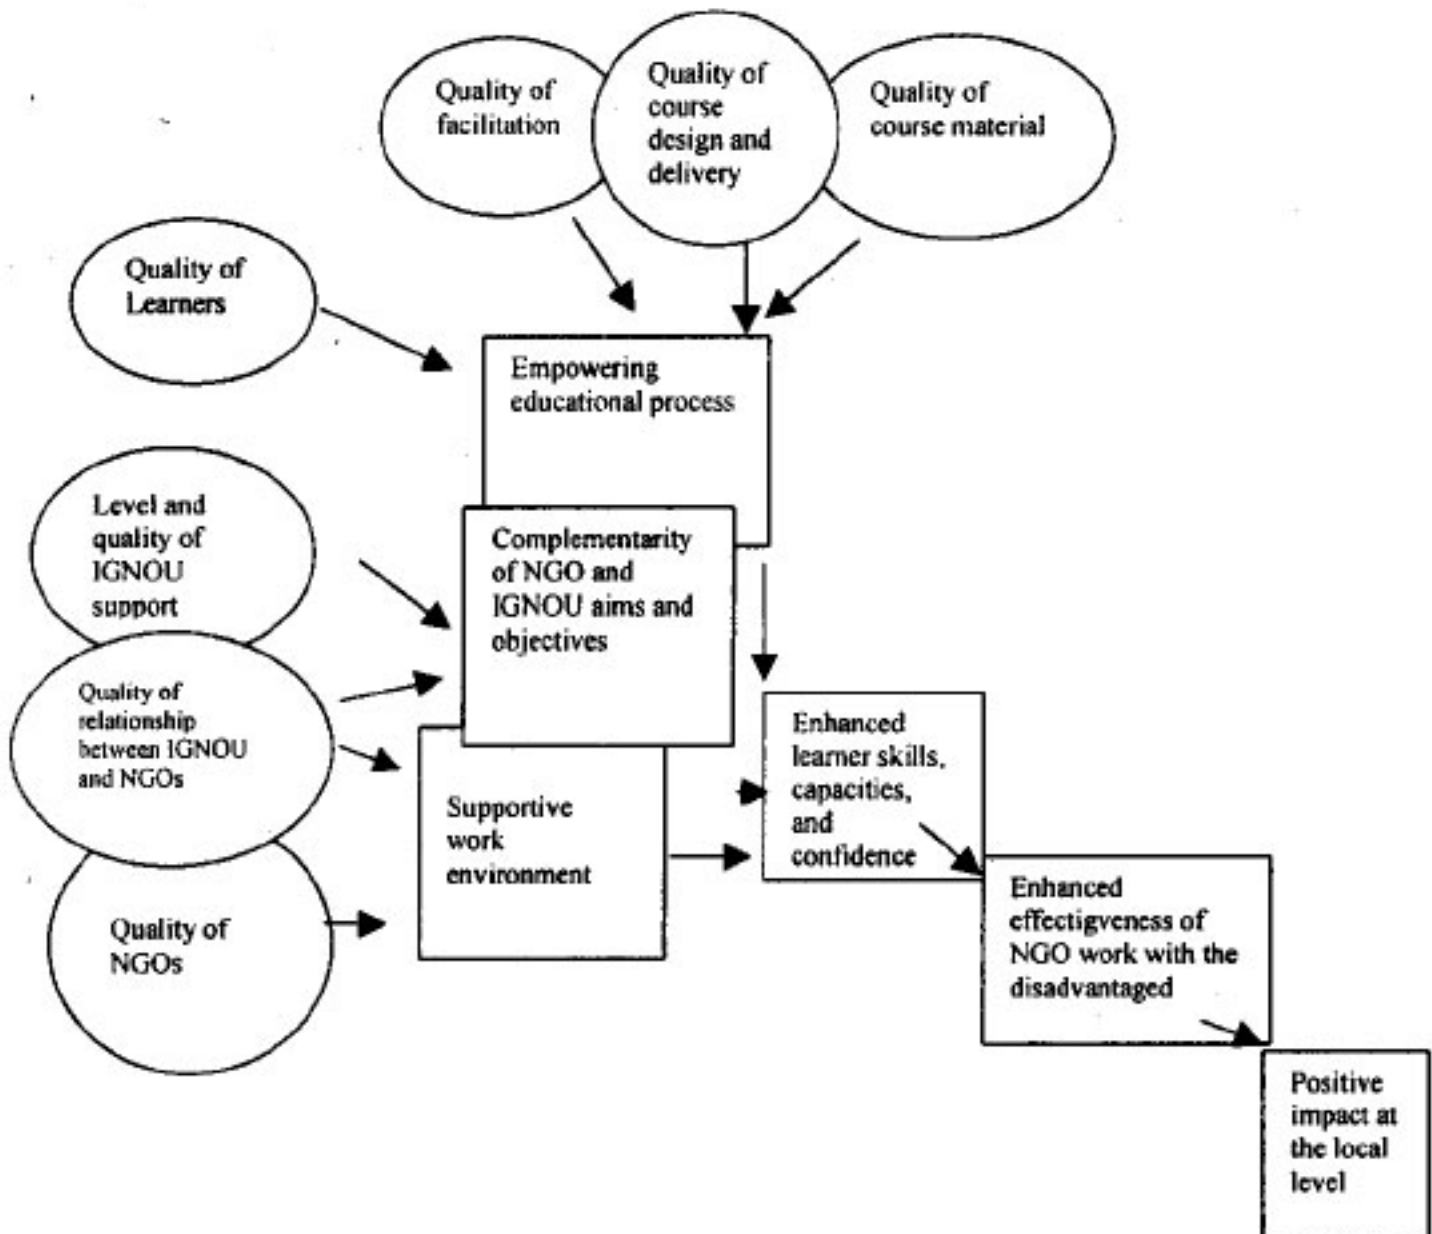 Quality of
facilitation
Quality of
course
design and
delivery
Quality of
course material
Quality of
Learners
Empowering
educational process
Level and
quality of
IGNOU
support
Complementarity
of NGO and
IGNOU aims and
objectives
Quality of
relationship
between IGNOU
and NGOs
Supportive
work
environment
Enhanced
learner skills,
capacities,
and
confidence
Quality of
NGOs
Enhanced
effectigveness of
NGO work with the
disadvantaged
Positive
impact at
the local
level